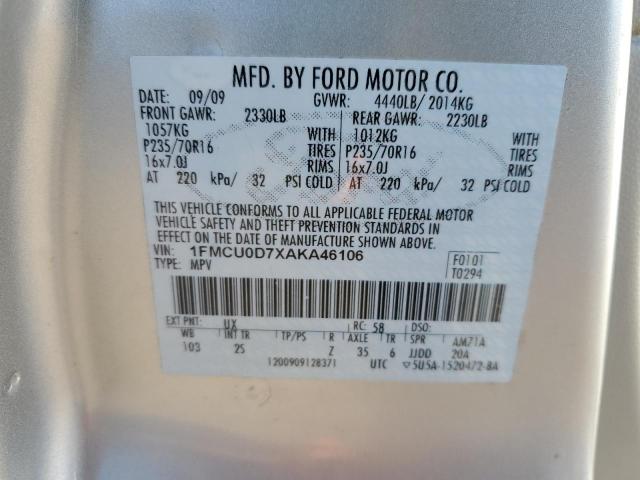 MFD. BY FORD MOTOR CO.
DATE: 09/09 GVWR: 4440LB/ 2014KG
FRONT GAWR: 2330LB REAR GAWR: 2230LB
1057KG WITH 1012KG WITH
P235/70R16 TIRES P235/70R16 TIRES
16x7.0J RIMS 16x7.0J RIMS
AT 220 kPa/ 32 PSI COLD AT 220 kPa/ 32 PSI COLD
THIS VEHICLE CONFORMS TO ALL APPLICABLE FEDERAL MOTOR
VEHICLE SAFETY AND THEFT PREVENTION STANDARDS IN
EFFECT ON THE DATE OF MANUFACTURE SHOWN ABOVE.
VIN: 1FMCU0D7XAKA46106 F0101
TYPE: MPV T0294
EXT PNT: UX RC: 58 DSO:
WB INT TR TP/PS R AXLE TR SPR AM71A
103 2S Z 35 6 JJDD 20A
1200909128371 UTC ▽5U5A-1520472-BA